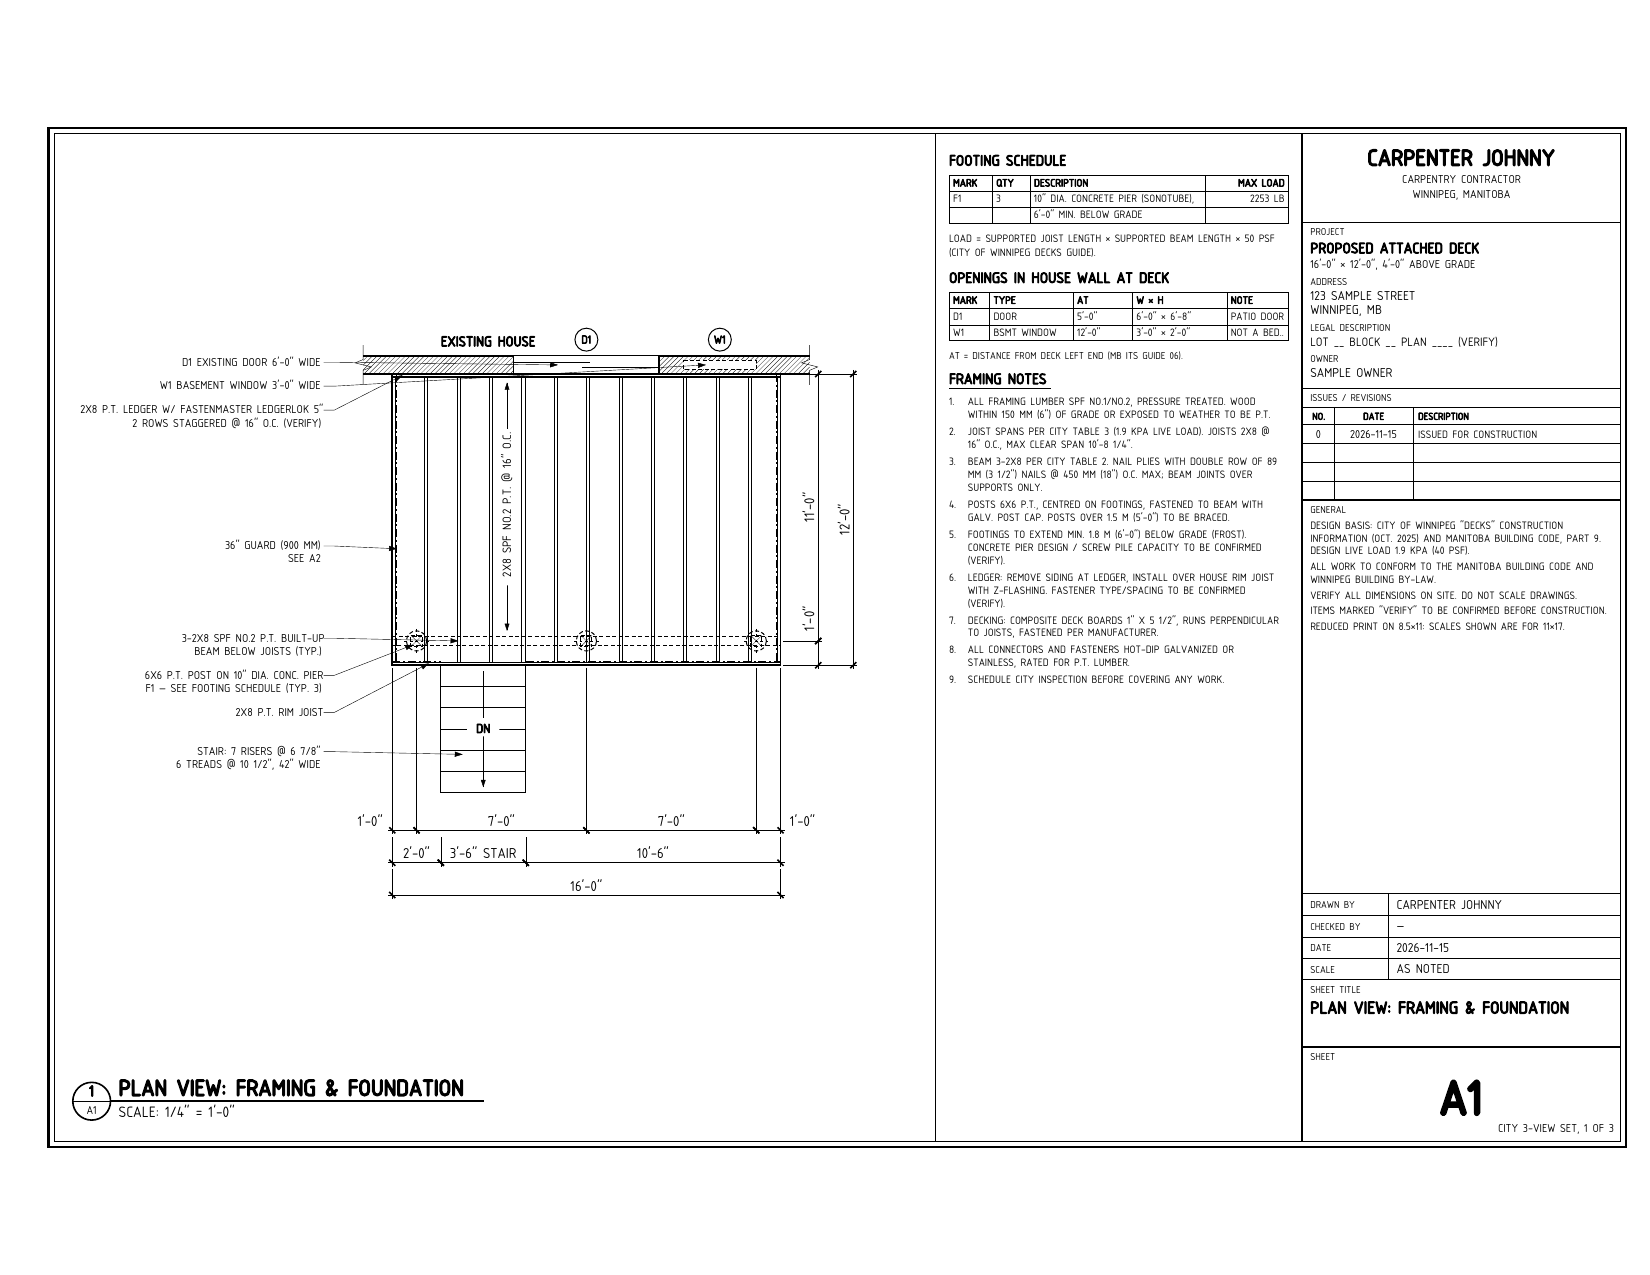 EXISTING HOUSE
D1
W1
D1 EXISTING DOOR 6'-0" WIDE
W1 BASEMENT WINDOW 3'-0" WIDE
2X8 P.T. LEDGER W/ FASTENMASTER LEDGERLOK 5"
2 ROWS STAGGERED @ 16" O.C. (VERIFY)
2X8 SPF NO.2 P.T. @ 16" O.C.
36" GUARD (900 MM)
SEE A2
11'-0"
12'-0"
1'-0"
3-2X8 SPF NO.2 P.T. BUILT-UP
BEAM BELOW JOISTS (TYP.)
6X6 P.T. POST ON 10" DIA. CONC. PIER
F1 – SEE FOOTING SCHEDULE (TYP. 3)
2X8 P.T. RIM JOIST
DN
STAIR: 7 RISERS @ 6 7/8"
6 TREADS @ 10 1/2", 42" WIDE
1'-0" 7'-0" 7'-0" 1'-0"
2'-0" 3'-6" STAIR 10'-6"
16'-0"
1
A1
PLAN VIEW: FRAMING & FOUNDATION
SCALE: 1/4" = 1'-0"
FOOTING SCHEDULE
MARK QTY DESCRIPTION MAX LOAD
F1 3 10" DIA. CONCRETE PIER (SONOTUBE), 2253 LB
6'-0" MIN. BELOW GRADE
LOAD = SUPPORTED JOIST LENGTH × SUPPORTED BEAM LENGTH × 50 PSF
(CITY OF WINNIPEG DECKS GUIDE).
OPENINGS IN HOUSE WALL AT DECK
MARK TYPE AT W × H NOTE
D1 DOOR 5'-0" 6'-0" × 6'-8" PATIO DOOR
W1 BSMT WINDOW 12'-0" 3'-0" × 2'-0" NOT A BED..
AT = DISTANCE FROM DECK LEFT END (MB ITS GUIDE 06).
FRAMING NOTES
1. ALL FRAMING LUMBER SPF NO.1/NO.2, PRESSURE TREATED. WOOD
WITHIN 150 MM (6") OF GRADE OR EXPOSED TO WEATHER TO BE P.T.
2. JOIST SPANS PER CITY TABLE 3 (1.9 KPA LIVE LOAD). JOISTS 2X8 @
16" O.C., MAX CLEAR SPAN 10'-8 1/4".
3. BEAM 3-2X8 PER CITY TABLE 2. NAIL PLIES WITH DOUBLE ROW OF 89
MM (3 1/2") NAILS @ 450 MM (18") O.C. MAX; BEAM JOINTS OVER
SUPPORTS ONLY.
4. POSTS 6X6 P.T., CENTRED ON FOOTINGS, FASTENED TO BEAM WITH
GALV. POST CAP. POSTS OVER 1.5 M (5'-0") TO BE BRACED.
5. FOOTINGS TO EXTEND MIN. 1.8 M (6'-0") BELOW GRADE (FROST).
CONCRETE PIER DESIGN / SCREW PILE CAPACITY TO BE CONFIRMED
(VERIFY).
6. LEDGER: REMOVE SIDING AT LEDGER, INSTALL OVER HOUSE RIM JOIST
WITH Z-FLASHING. FASTENER TYPE/SPACING TO BE CONFIRMED
(VERIFY).
7. DECKING: COMPOSITE DECK BOARDS 1" X 5 1/2", RUNS PERPENDICULAR
TO JOISTS, FASTENED PER MANUFACTURER.
8. ALL CONNECTORS AND FASTENERS HOT-DIP GALVANIZED OR
STAINLESS, RATED FOR P.T. LUMBER.
9. SCHEDULE CITY INSPECTION BEFORE COVERING ANY WORK.
CARPENTER JOHNNY
CARPENTRY CONTRACTOR
WINNIPEG, MANITOBA
PROJECT
PROPOSED ATTACHED DECK
16'-0" × 12'-0", 4'-0" ABOVE GRADE
ADDRESS
123 SAMPLE STREET
WINNIPEG, MB
LEGAL DESCRIPTION
LOT __ BLOCK __ PLAN ____ (VERIFY)
OWNER
SAMPLE OWNER
ISSUES / REVISIONS
NO. DATE DESCRIPTION
0 2026-11-15 ISSUED FOR CONSTRUCTION
GENERAL
DESIGN BASIS: CITY OF WINNIPEG "DECKS" CONSTRUCTION
INFORMATION (OCT. 2025) AND MANITOBA BUILDING CODE, PART 9.
DESIGN LIVE LOAD 1.9 KPA (40 PSF).
ALL WORK TO CONFORM TO THE MANITOBA BUILDING CODE AND
WINNIPEG BUILDING BY-LAW.
VERIFY ALL DIMENSIONS ON SITE. DO NOT SCALE DRAWINGS.
ITEMS MARKED "VERIFY" TO BE CONFIRMED BEFORE CONSTRUCTION.
REDUCED PRINT ON 8.5×11: SCALES SHOWN ARE FOR 11×17.
DRAWN BY CARPENTER JOHNNY
CHECKED BY –
DATE 2026-11-15
SCALE AS NOTED
SHEET TITLE
PLAN VIEW: FRAMING & FOUNDATION
SHEET
A1
CITY 3-VIEW SET, 1 OF 3